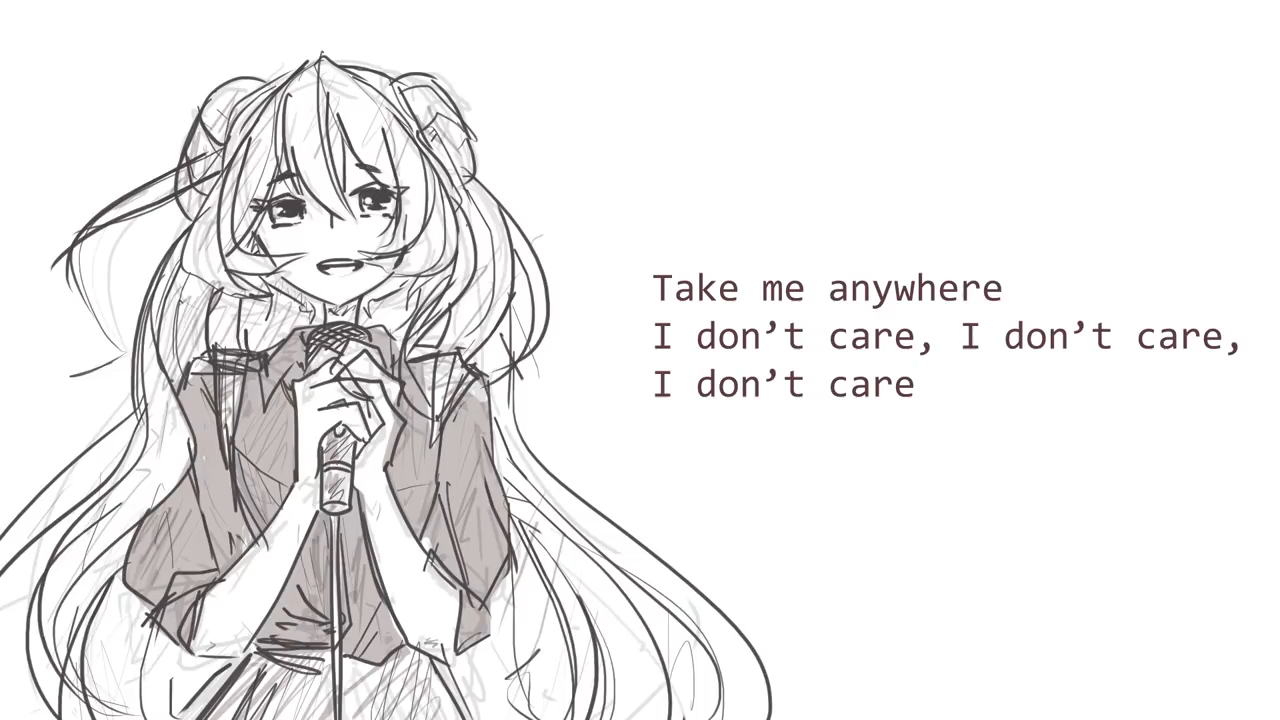 Take me anywhere
I don’t care, I don’t care,
I don’t care